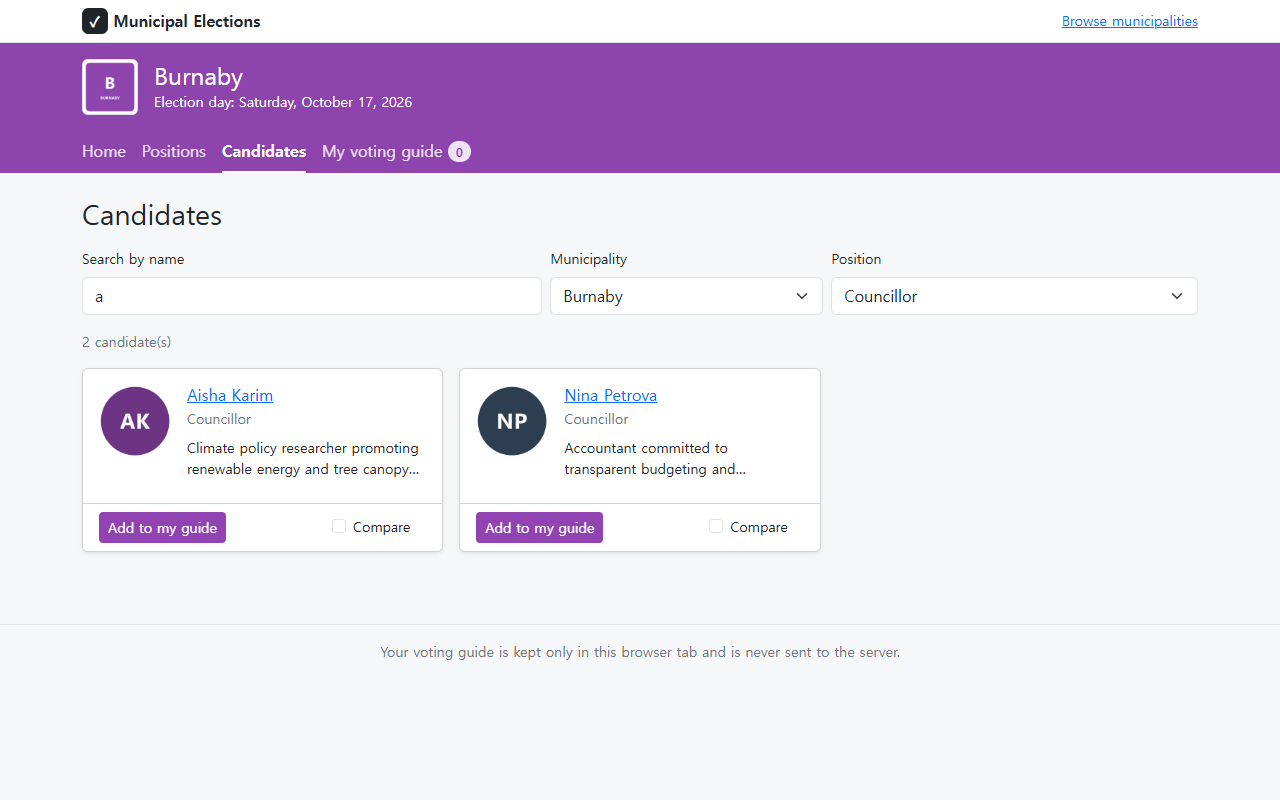 ✓ Municipal Elections
Browse municipalities
B
BURNABY
Burnaby
Election day: Saturday, October 17, 2026
Home
Positions
Candidates
My voting guide 0
Candidates
Search by name
Municipality
Position
a
Burnaby
Councillor
2 candidate(s)
AK
Aisha Karim
Councillor
Climate policy researcher promoting
renewable energy and tree canopy...
Add to my guide
Compare
NP
Nina Petrova
Councillor
Accountant committed to
transparent budgeting and...
Add to my guide
Compare
Your voting guide is kept only in this browser tab and is never sent to the server.